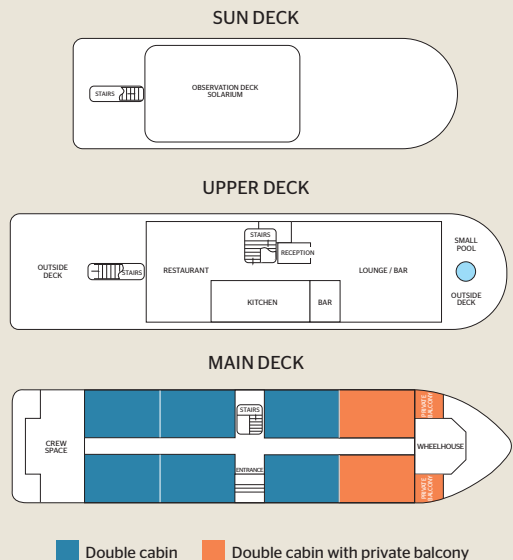 SUN DECK
STAIRS
OBSERVATION DECK
SOLARIUM
UPPER DECK
OUTSIDE
DECK
STAIRS
RESTAURANT
STAIRS
RECEPTION
KITCHEN
BAR
LOUNGE / BAR
SMALL
POOL
OUTSIDE
DECK
MAIN DECK
CREW
SPACE
STAIRS
ENTRANCE
PRIVATE
BALCONY
WHEELHOUSE
PRIVATE
BALCONY
Double cabin
Double cabin with private balcony